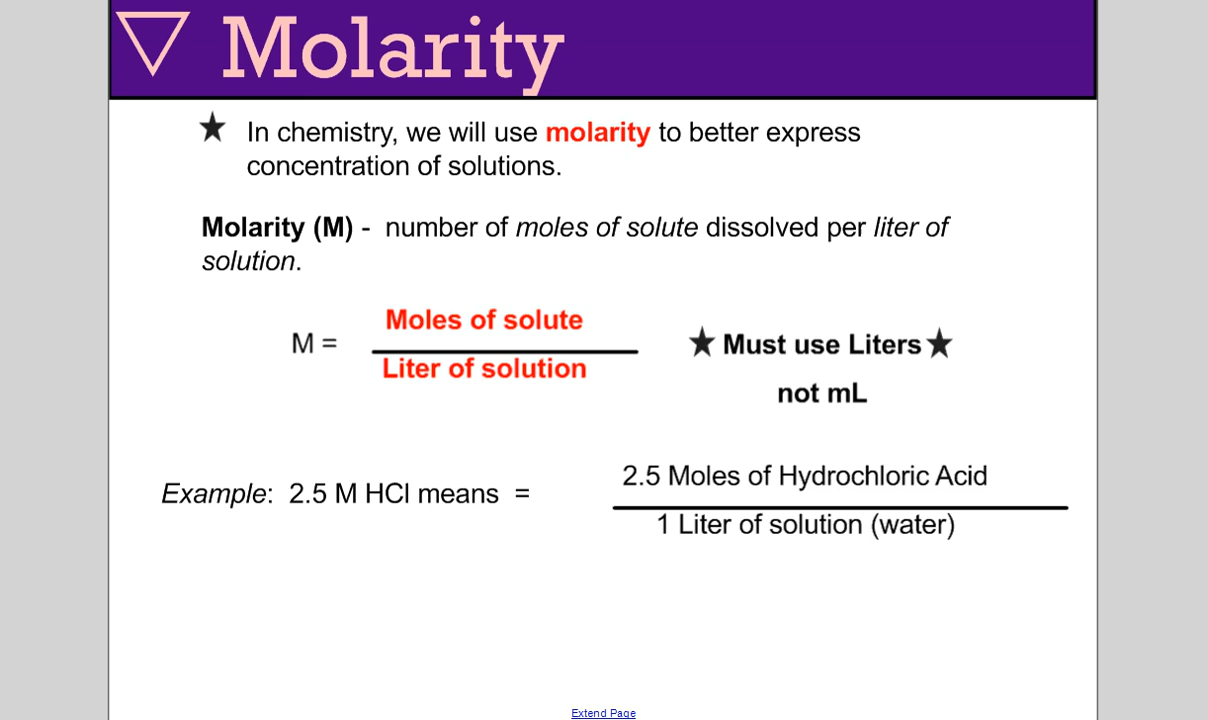 Molarity
In chemistry, we will use molarity to better express
concentration of solutions.
Molarity (M) - number of moles of solute dissolved per liter of
solution.
M =
Moles of solute
Liter of solution
Must use Liters
not mL
Example: 2.5 M HCl means =
2.5 Moles of Hydrochloric Acid
1 Liter of solution (water)
Extend Page